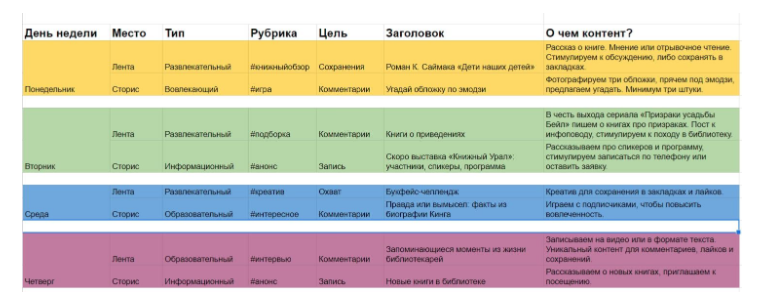 День недели Место Тип Рубрика Цель Заголовок О чем контент?
Рассказ о книге. Мнение или отрывочное чтение.
Стимулируем к обсуждению, либо сохранять в
Лента Развлекательный #книжныйобзор Сохранения Роман К. Саймака «Дети наших детей» закладках.
Фотографируем три обложки, прячем под эмодзи,
Понедельник Сторис Вовлекающий #игра Комментарии Угадай обложку по эмодзи предлагаем угадать. Минимум три штуки.
В честь выхода сериала «Призраки усадьбы
Бейл» пишем о книгах про призраков. Пост к
Лента Развлекательный #подборка Комментарии Книги о приведениях инфоповоду, стимулируем к походу в библиотеку.
Рассказываем про спикеров и программу,
Скоро выставка «Книжный Урал»: стимулируем записаться по телефону или
Вторник Сторис Информационный #анонс Запись участники, спикеры, программа оставить заявку.
Лента Развлекательный #креатив Охват Букфейс-челлендж Креатив для сохранения в закладках и лайков.
Правда или вымысел: факты из Играем с подписчиками, чтобы повысить
Среда Сторис Образовательный #интересное Комментарии биографии Кинга вовлеченность.
Записываем на видео или в формате текста.
Запоминающиеся моменты из жизни Уникальный контент для комментариев, лайков и
Лента Образовательный #интервью Комментарии библиотекарей сохранений.
Рассказываем о новых книгах, приглашаем к
Четверг Сторис Информационный #анонс Запись Новые книги в библиотеке посещению.